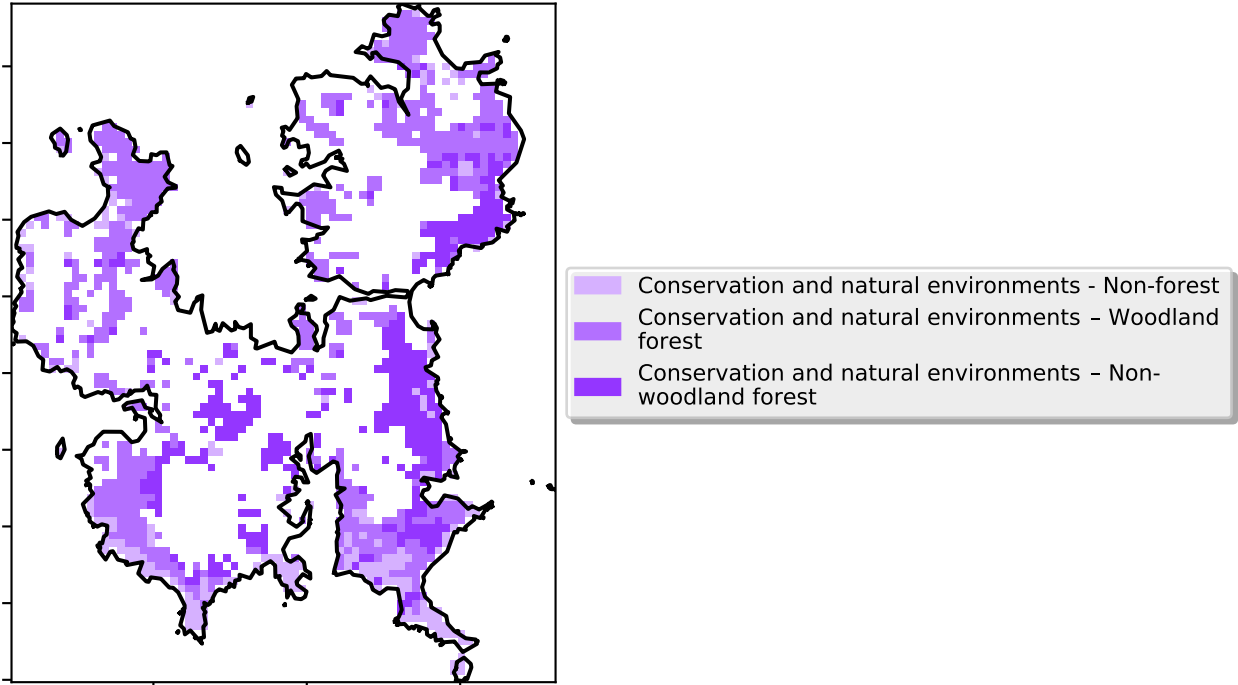 Conservation and natural environments - Non-forest
Conservation and natural environments – Woodland
forest
Conservation and natural environments – Non-
woodland forest